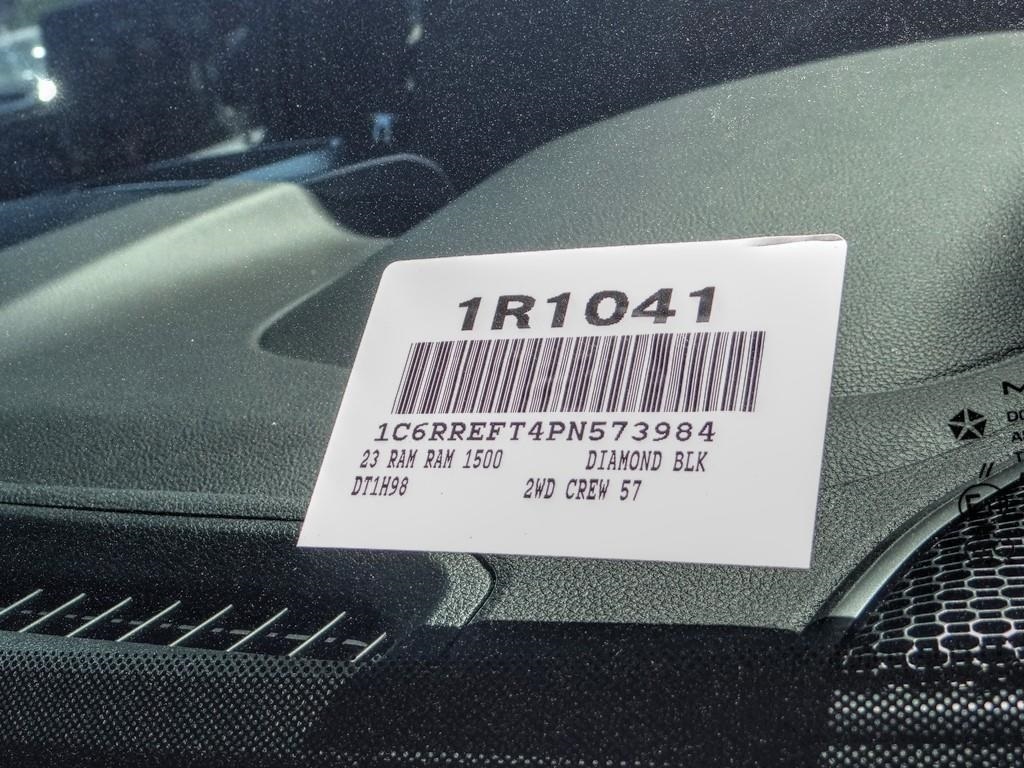 1R1041
1C6RREFT4PN573984
23 RAM RAM 1500 DIAMOND BLK
DT1H98 2WD CREW 57